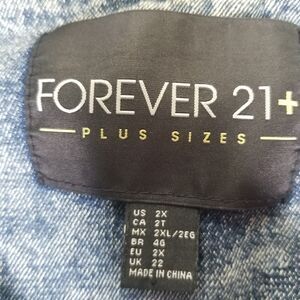 FOREVER 21+
PLUS SIZES
US 2X
CA 2T
MX 2XL/2EG
BR 4G
EU 2X
UK 22
MADE IN CHINA